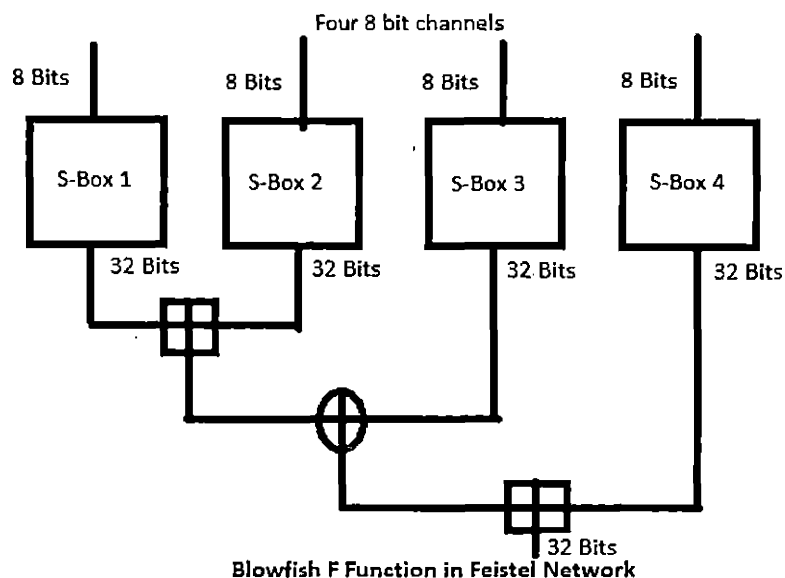 Four 8 bit channels
8 Bits
8 Bits
8 Bits
8 Bits
S-Box 1
S-Box 2
S-Box 3
S-Box 4
32 Bits
32 Bits
32 Bits
32 Bits
32 Bits
Blowfish F Function in Feistel Network